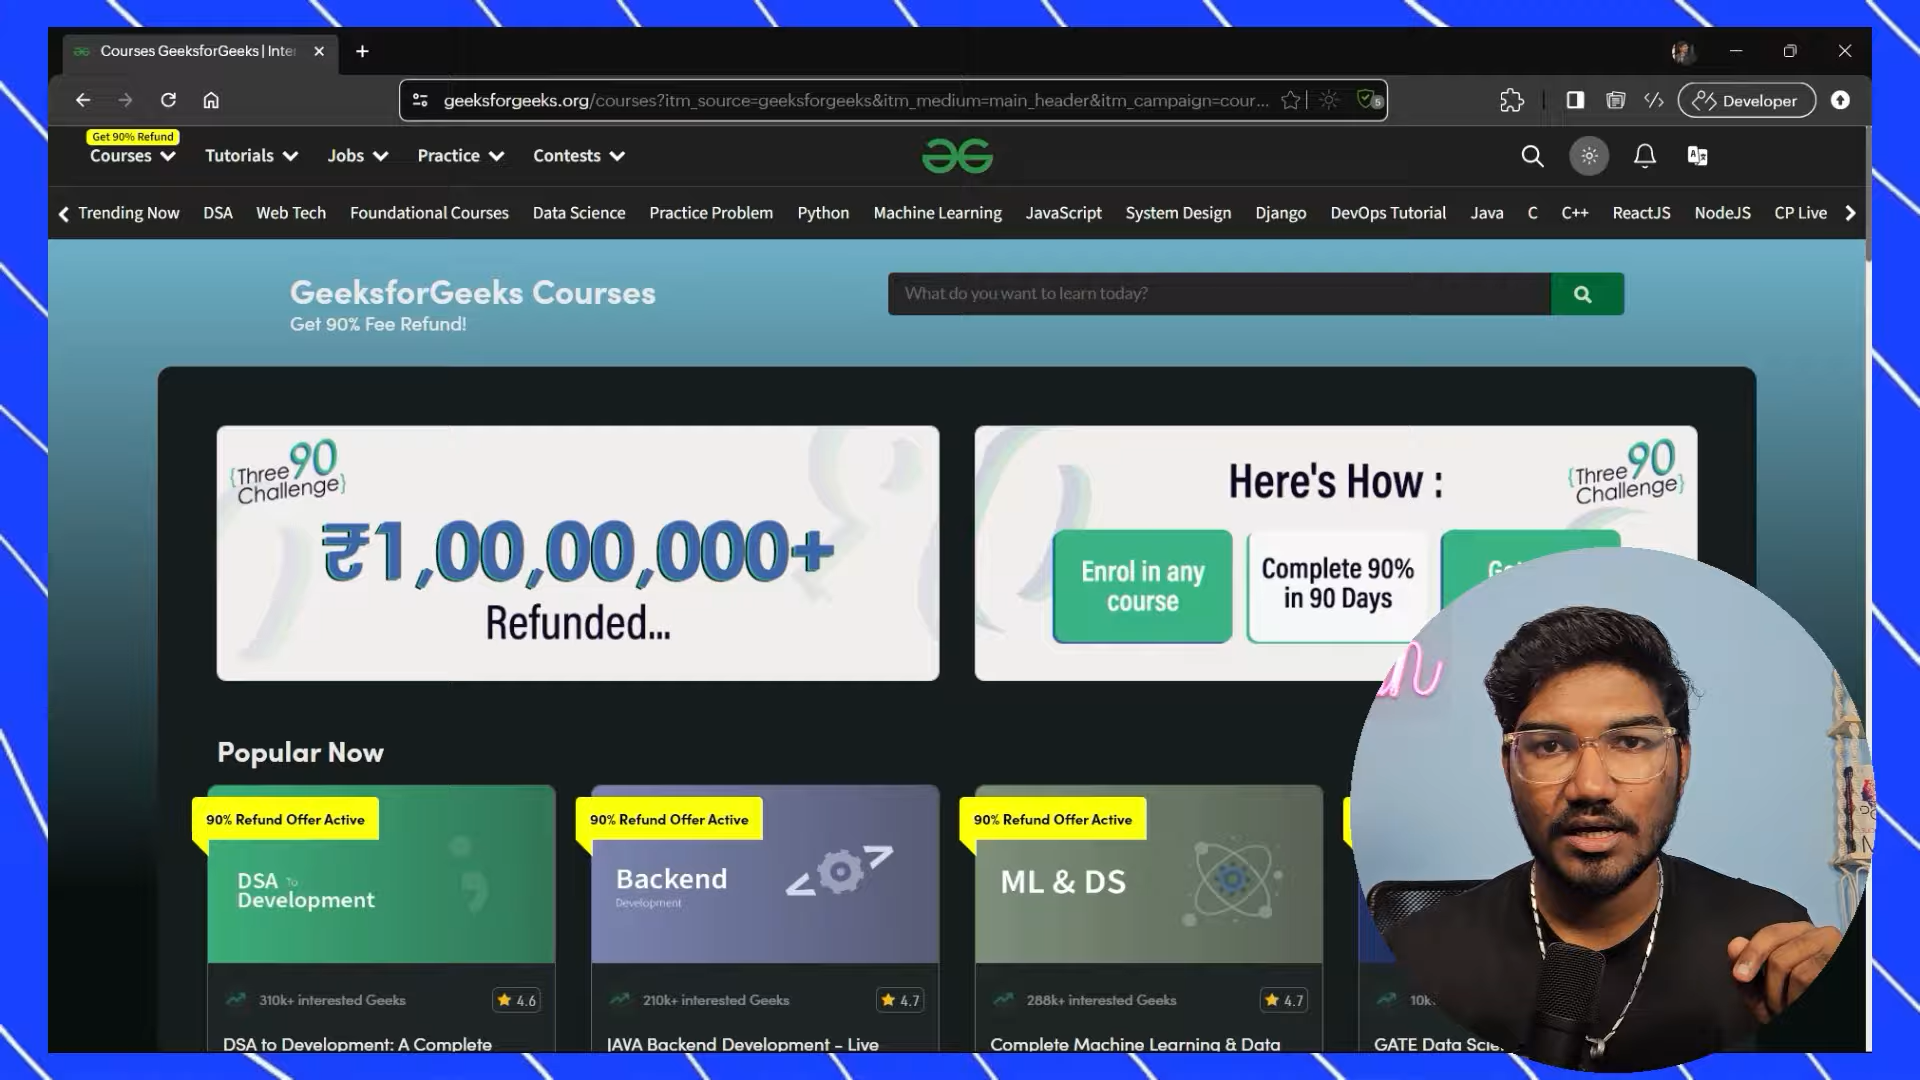 Courses GeeksforGeeks | Inter
geeksforgeeks.org/courses?itm_source=geeksforgeeks&itm_medium=main_header&itm_campaign=cour...
5
Developer
Get 90% Refund!
Courses Tutorials Jobs Practice Contests
Trending Now DSA Web Tech Foundational Courses Data Science Practice Problem Python Machine Learning JavaScript System Design Django DevOps Tutorial Java C C++ ReactJS NodeJS CP Live
GeeksforGeeks Courses
What do you want to learn today?
Get 90% Fee Refund!
{Three 90 Challenge}
₹1,00,00,000+
Refunded...
Here's How :
{Three 90 Challenge}
Enrol in any
course
Complete 90%
in 90 Days
Popular Now
90% Refund Offer Active
90% Refund Offer Active
90% Refund Offer Active
DSA To
Development
Backend
Development
ML & DS
310k+ interested Geeks 4.6
210k+ interested Geeks 4.7
288k+ interested Geeks 4.7
10k
DSA to Development: A Complete
JAVA Backend Development - Live
Complete Machine Learning & Data
GATE Data Scie